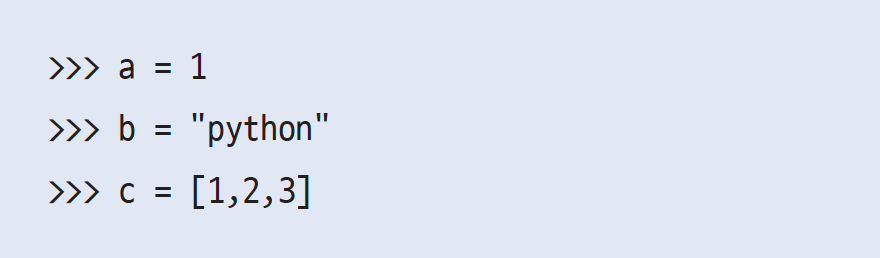 >>> a = 1
>>> b = "python"
>>> c = [1,2,3]